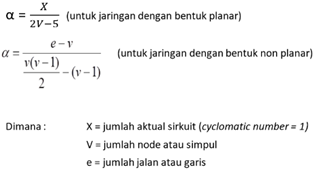 α = X / 2V−5 (untuk jaringan dengan bentuk planar)
α = e − v / (v(v−1) / 2 − (v−1)) (untuk jaringan dengan bentuk non planar)
Dimana : X = jumlah aktual sirkuit (cyclomatic number = 1)
V = jumlah node atau simpul
e = jumlah jalan atau garis